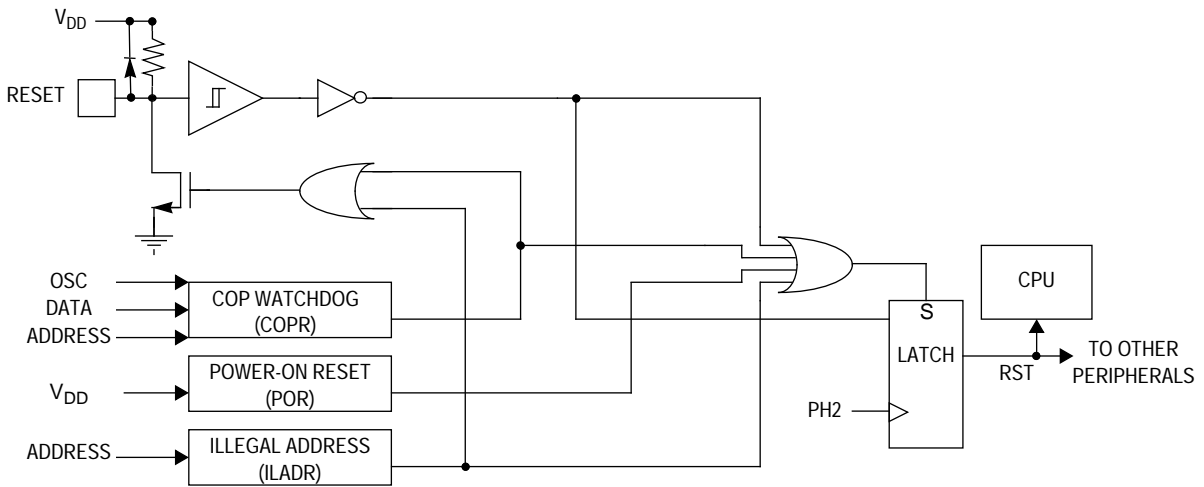 VDD
RESET
OSC
DATA
ADDRESS
COP WATCHDOG
(COPR)
CPU
S
LATCH
RST
TO OTHER
PERIPHERALS
VDD
POWER-ON RESET
(POR)
PH2
ADDRESS
ILLEGAL ADDRESS
(ILADR)